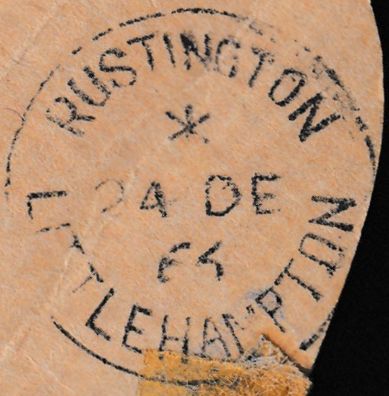 RUSTINGTON
*
24 DE
64
LITTLEHAMPTON